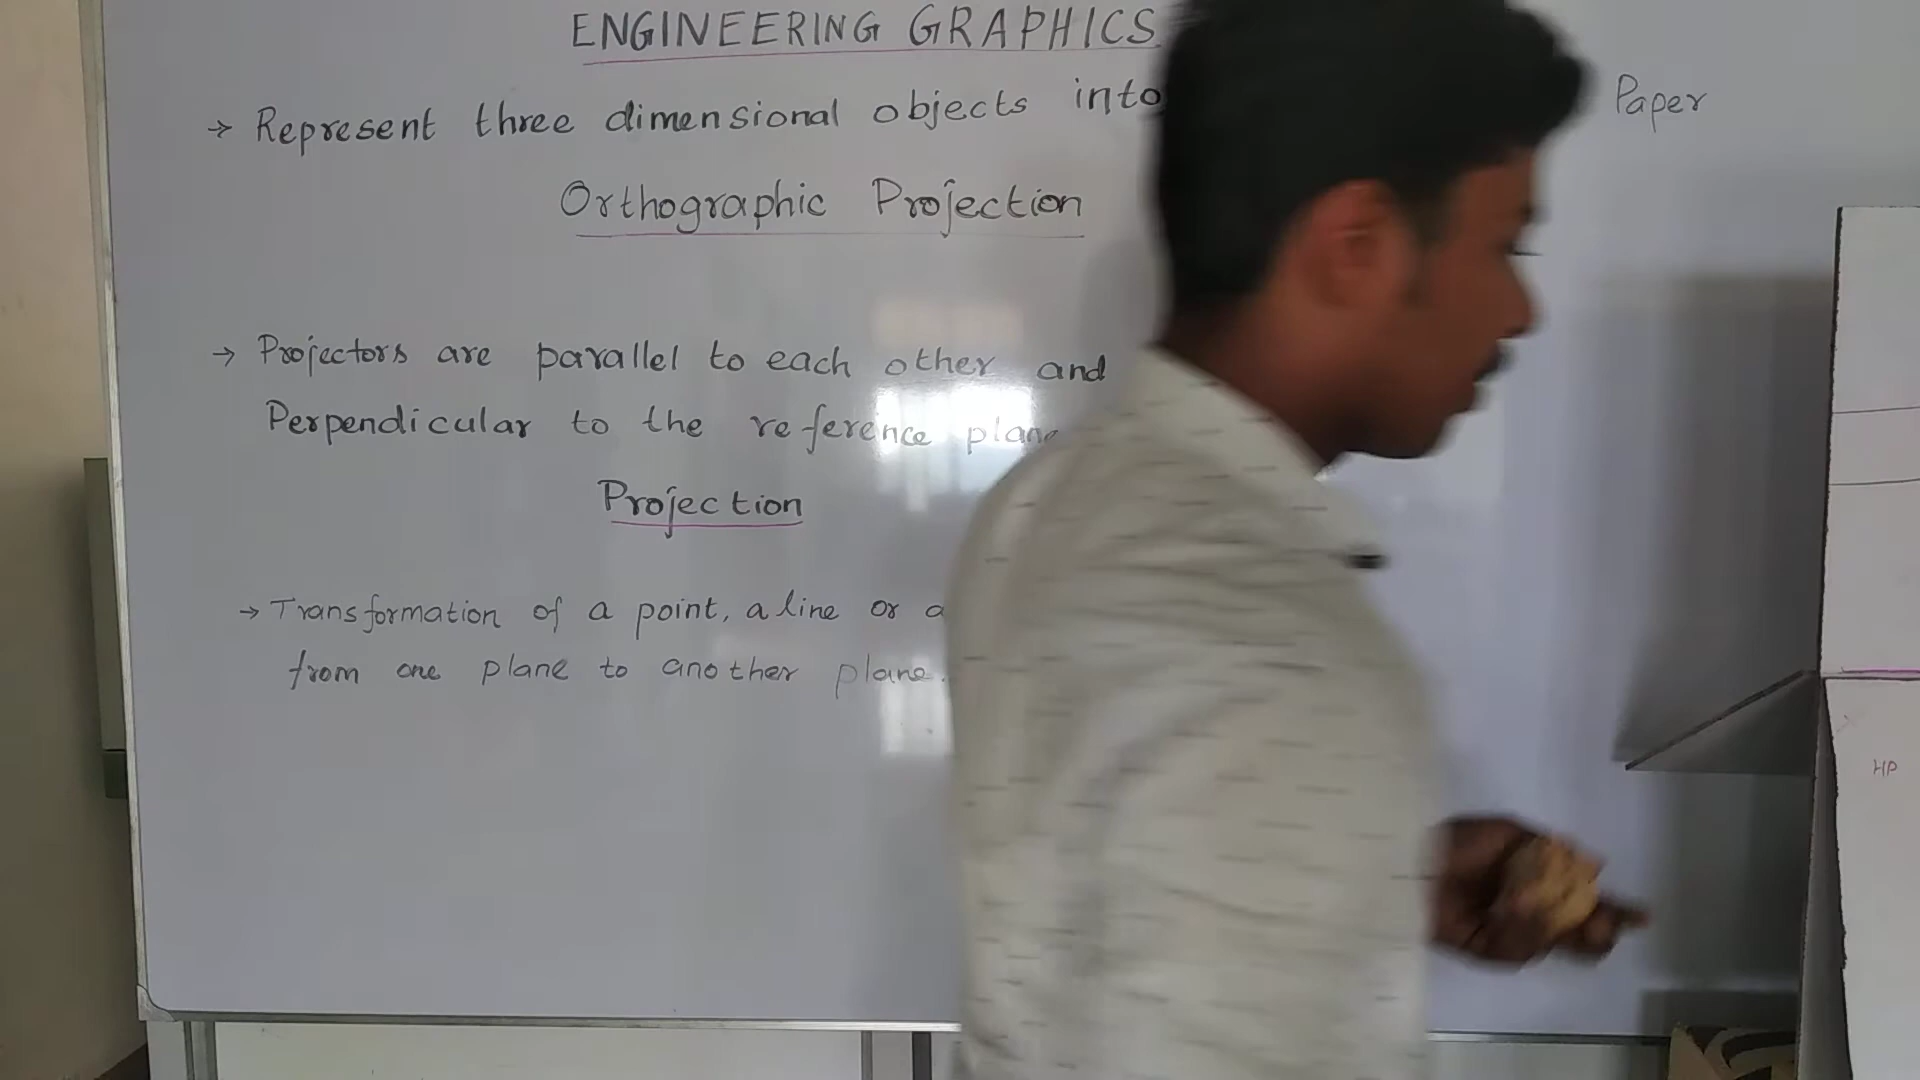 ENGINEERING GRAPHICS
→ Represent three dimensional objects into Paper
Orthographic Projection
→ Projectors are parallel to each other and
Perpendicular to the reference plane
Projection
→ Transformation of a point, a line or a
from one plane to another plane.
HP